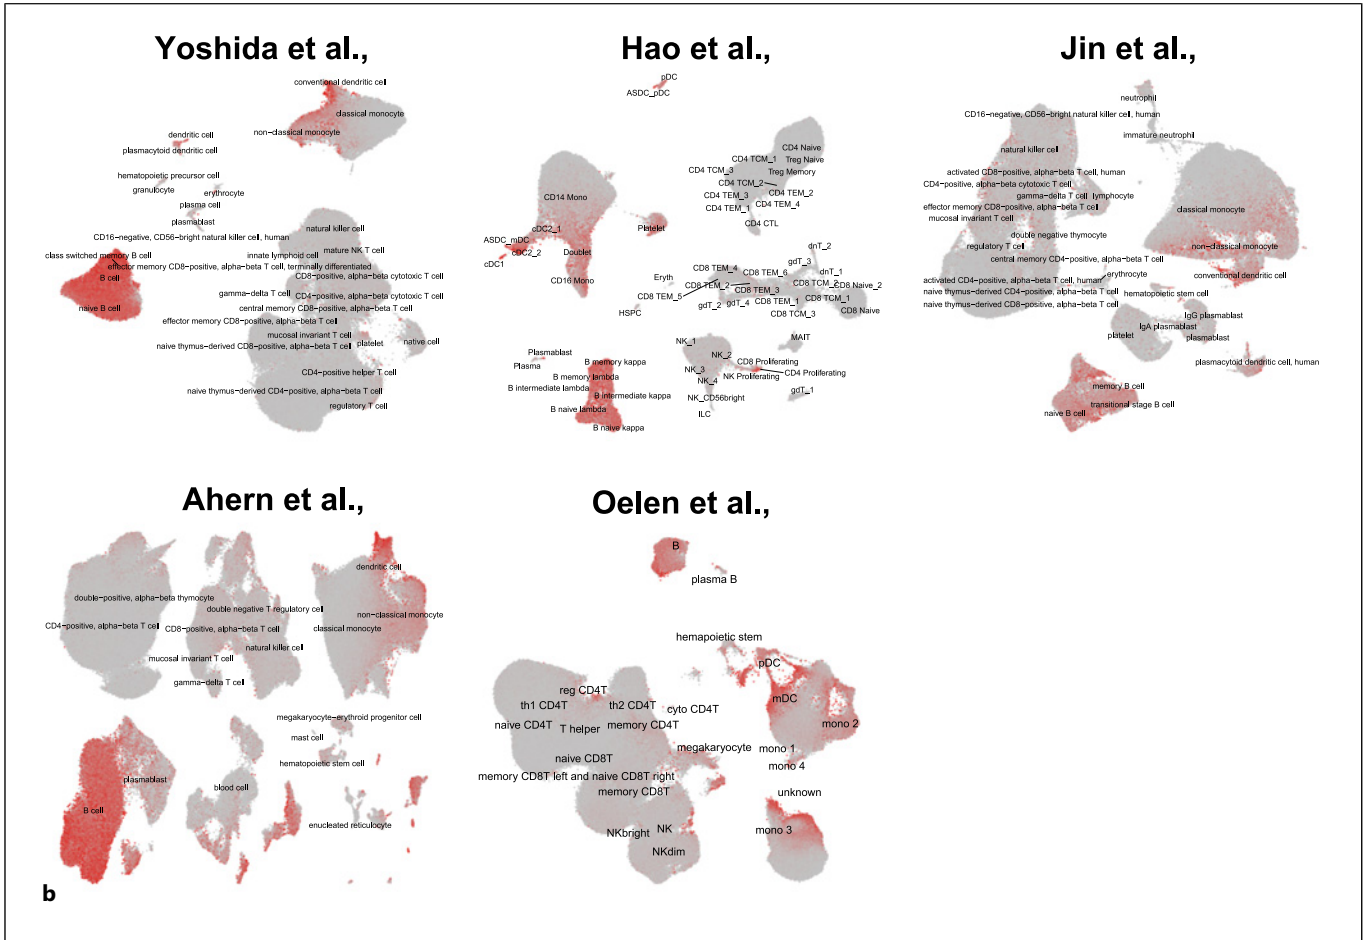 Yoshida et al.,
conventional dendritic cell
classical monocyte
non-classical monocyte
dendritic cell
plasmacytoid dendritic cell
hematopoietic precursor cell
granulocyte
erythrocyte
plasma cell
plasmablast
natural killer cell
CD16-negative, CD56-bright natural killer cell, human
mature NK T cell
class switched memory B cell
innate lymphoid cell
effector memory CD8-positive, alpha-beta T cell, terminally differentiated
B cell
CD8-positive, alpha-beta cytotoxic T cell
gamma-delta T cell
CD4-positive, alpha-beta cytotoxic T cell
naive B cell
central memory CD8-positive, alpha-beta T cell
effector memory CD8-positive, alpha-beta T cell
mucosal invariant T cell
platelet
native cell
naive thymus-derived CD8-positive, alpha-beta T cell
CD4-positive helper T cell
naive thymus-derived CD4-positive, alpha-beta T cell
regulatory T cell
Hao et al.,
pDC
ASDC_pDC
CD4 Naive
CD4 TCM_1
Treg Naive
CD4 TCM_3
Treg Memory
CD4 TCM_2
CD4 TEM_3
CD4 TEM_2
CD4 TEM_4
CD4 TEM_1
CD4 CTL
CD14 Mono
cDC2_1
Platelet
ASDC_mDC
cDC2_2
Doublet
cDC1
CD16 Mono
dnT_2
gdT_3
CD8 TEM_4
CD8 TEM_6
dnT_1
Eryth
CD8 TEM_2
CD8 TCM_2
CD8 Naive_2
CD8 TEM_5
CD8 TEM_3
gdT_2
gdT_4
CD8 TEM_1
CD8 TCM_1
HSPC
CD8 TCM_3
CD8 Naive
MAIT
NK_1
NK_2
Plasmablast
Plasma
B memory kappa
CD8 Proliferating
NK_3
CD4 Proliferating
B memory lambda
NK_4
NK Proliferating
B intermediate lambda
B intermediate kappa
NK_CD56bright
gdT_1
B naive lambda
ILC
B naive kappa
Jin et al.,
neutrophil
CD16-negative, CD56-bright natural killer cell, human
immature neutrophil
natural killer cell
activated CD8-positive, alpha-beta T cell, human
CD4-positive, alpha-beta cytotoxic T cell
gamma-delta T cell
lymphocyte
effector memory CD8-positive, alpha-beta T cell
classical monocyte
mucosal invariant T cell
double negative thymocyte
regulatory T cell
non-classical monocyte
central memory CD4-positive, alpha-beta T cell
erythrocyte
conventional dendritic cell
activated CD4-positive, alpha-beta T cell, human
naive thymus-derived CD4-positive, alpha-beta T cell
hematopoietic stem cell
naive thymus-derived CD8-positive, alpha-beta T cell
IgG plasmablast
IgA plasmablast
platelet
plasmablast
plasmacytoid dendritic cell, human
memory B cell
transitional stage B cell
naive B cell
Ahern et al.,
dendritic cell
double-positive, alpha-beta thymocyte
double negative T regulatory cell
non-classical monocyte
CD4-positive, alpha-beta T cell
CD8-positive, alpha-beta T cell
classical monocyte
natural killer cell
mucosal invariant T cell
gamma-delta T cell
megakaryocyte-erythroid progenitor cell
mast cell
hematopoietic stem cell
plasmablast
blood cell
B cell
enucleated reticulocyte
Oelen et al.,
B
plasma B
hemapoietic stem
pDC
reg CD4T
mDC
th1 CD4T
th2 CD4T
cyto CD4T
naive CD4T
T helper
memory CD4T
mono 2
megakaryocyte
mono 1
naive CD8T
mono 4
memory CD8T left and naive CD8T right
memory CD8T
unknown
NKbright
NK
mono 3
NKdim
b